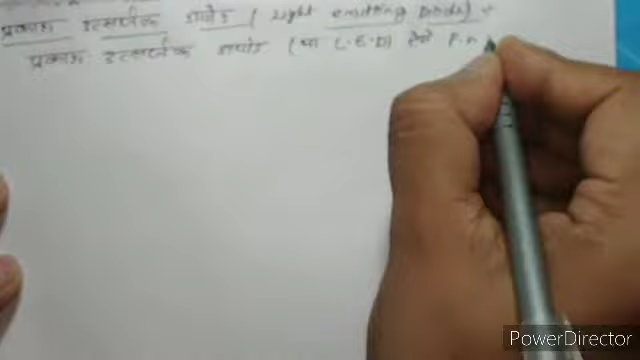 प्रकाश उत्सर्जक डायोड (Light emitting Diode) :-
प्रकाश उत्सर्जक डायोड (या L.E.D) ऐसे P-n
PowerDirector